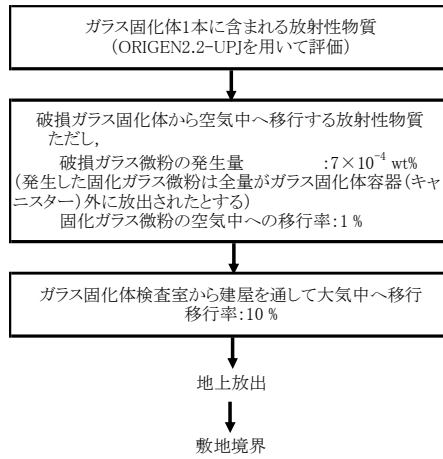 ガラス固化体1本に含まれる放射性物質
（ORIGEN2.2-UPJを用いて評価）
破損ガラス固化体から空気中へ移行する放射性物質
ただし，
破損ガラス微粉の発生量　　　:7×10⁻⁴ wt%
（発生した固化ガラス微粉は全量がガラス固化体容器（キャ
ニスター）外に放出されたとする）
固化ガラス微粉の空気中への移行率：1 %
ガラス固化体検査室から建屋を通して大気中へ移行
移行率：10 %
地上放出
敷地境界